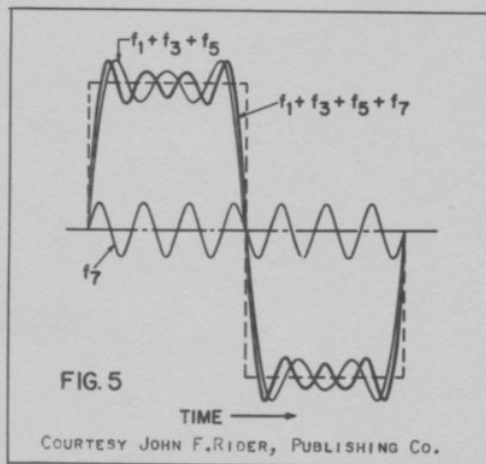 f₁ + f₃ + f₅
f₁ + f₃ + f₅ + f₇
f₇
FIG. 5
TIME
COURTESY JOHN F. RIDER, PUBLISHING CO.